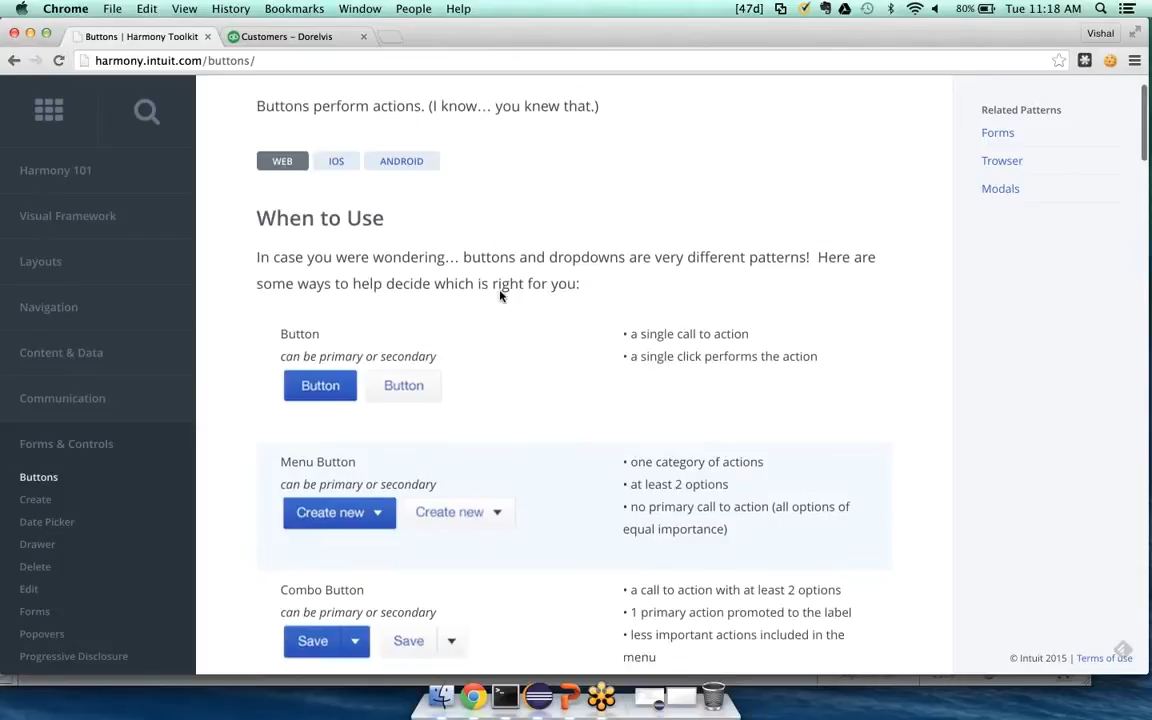 Chrome File Edit View History Bookmarks Window People Help [47d] 80% Tue 11:18 AM
Buttons | Harmony Toolkit × Customers – Dorelvis × Vishal
harmony.intuit.com/buttons/
Harmony 101
Visual Framework
Layouts
Navigation
Content & Data
Communication
Forms & Controls
Buttons
Create
Date Picker
Drawer
Delete
Edit
Forms
Popovers
Progressive Disclosure
Buttons perform actions. (I know… you knew that.)
WEB IOS ANDROID
When to Use
In case you were wondering… buttons and dropdowns are very different patterns! Here are
some ways to help decide which is right for you:
Button
can be primary or secondary
Button Button
• a single call to action
• a single click performs the action
Menu Button
can be primary or secondary
Create new Create new
• one category of actions
• at least 2 options
• no primary call to action (all options of
equal importance)
Combo Button
can be primary or secondary
Save Save
• a call to action with at least 2 options
• 1 primary action promoted to the label
• less important actions included in the
menu
Related Patterns
Forms
Trowser
Modals
© Intuit 2015 | Terms of use